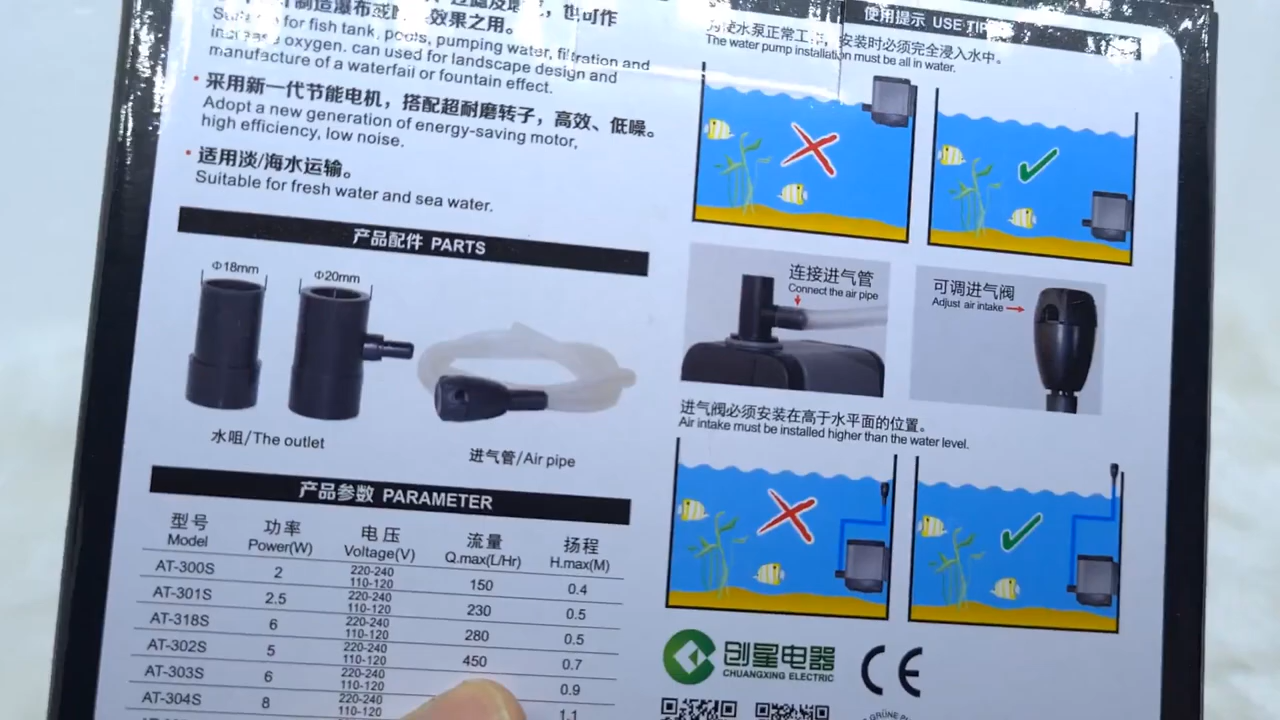 效果之用。
Suitable for fish tank, pools, pumping water, filtration and
increase oxygen. can used for landscape design and
manufacture of a waterfall or fountain effect.
• 采用新一代节能电机，搭配超耐磨转子，高效、低噪。
Adopt a new generation of energy-saving motor,
high efficiency, low noise.
• 适用淡/海水运输。
Suitable for fresh water and sea water.
产品配件 PARTS
Φ18mm
Φ20mm
水咀/The outlet
进气管/Air pipe
产品参数 PARAMETER
型号 功率 电压 流量 扬程
Model Power(W) Voltage(V) Q.max(L/Hr) H.max(M)
AT-300S 2 220-240 110-120 150 0.4
AT-301S 2.5 220-240 110-120 230 0.5
AT-318S 6 220-240 110-120 280 0.5
AT-302S 5 220-240 110-120 450 0.7
AT-303S 6 220-240 110-120 0.9
AT-304S 8 220-240 110-120 1.1
使用提示 USE
水泵正常工作，安装时必须完全浸入水中。
The water pump installation must be all in water.
连接进气管
Connect the air pipe
可调进气阀
Adjust air intake
进气阀必须安装在高于水平面的位置。
Air intake must be installed higher than the water level.
创星电器
CHUANGXING ELECTRIC
CE
GRÜNE